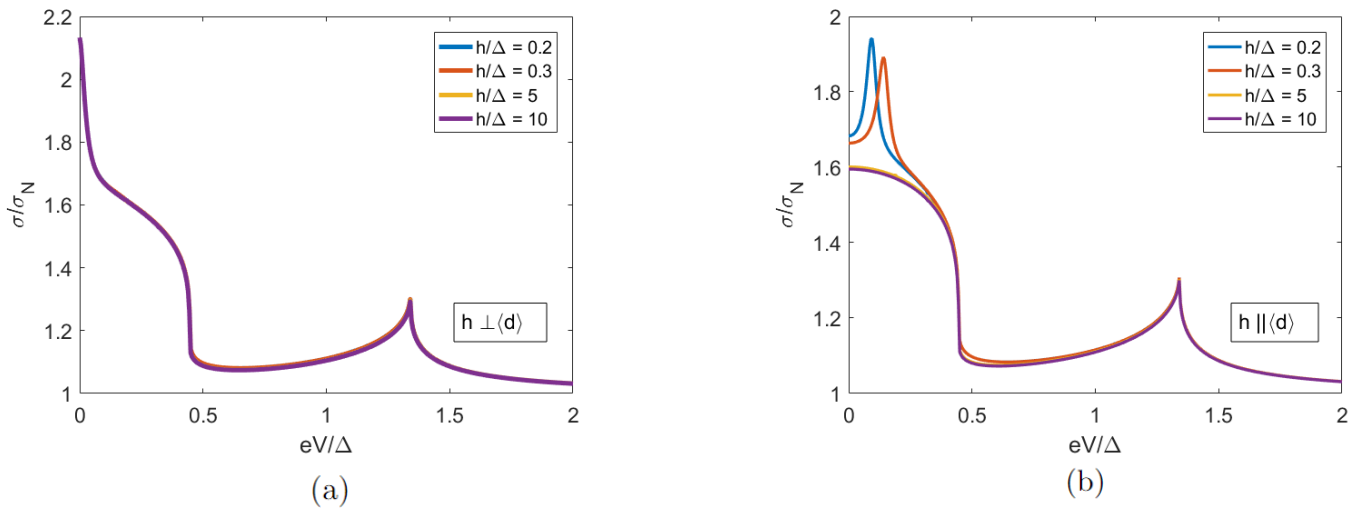 2.2
2
1.8
1.6
1.4
1.2
1
0 0.5 1 1.5 2
σ/σ_N
eV/Δ
h/Δ = 0.2
h/Δ = 0.3
h/Δ = 5
h/Δ = 10
h ⊥⟨d⟩
(a)
2
1.8
1.6
1.4
1.2
1
0 0.5 1 1.5 2
σ/σ_N
eV/Δ
h/Δ = 0.2
h/Δ = 0.3
h/Δ = 5
h/Δ = 10
h ||⟨d⟩
(b)